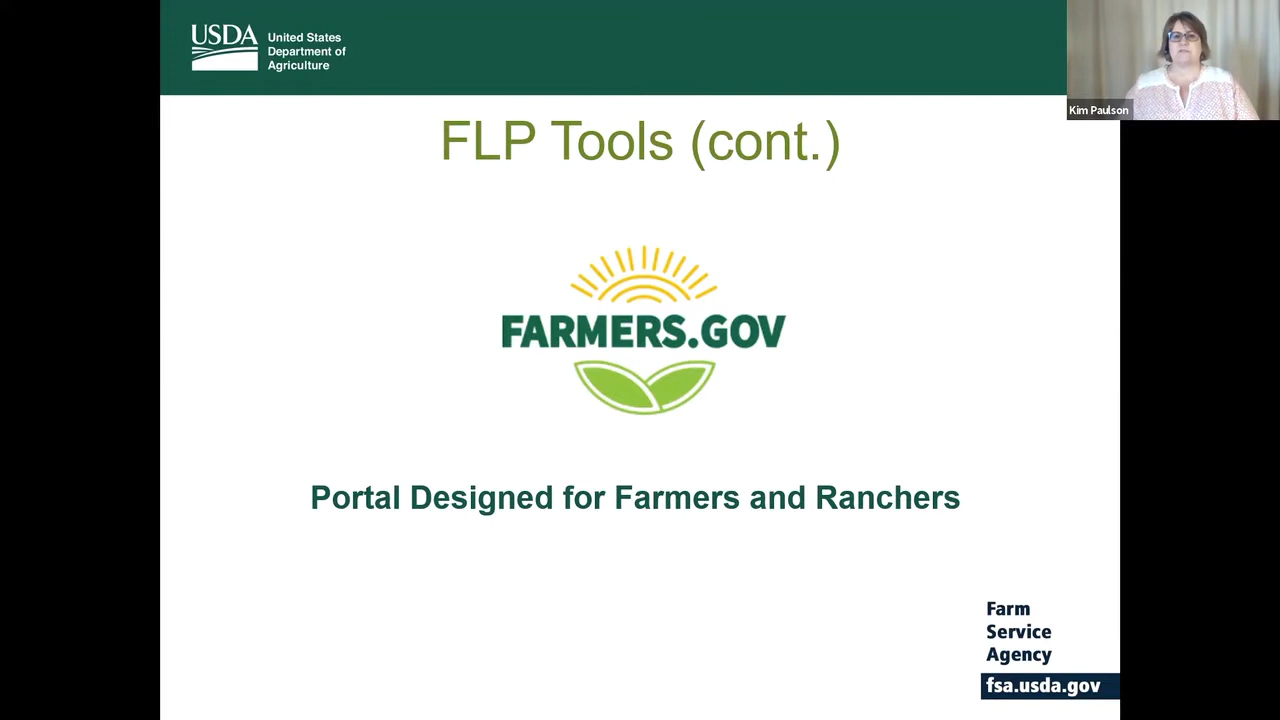 USDA
United States
Department of
Agriculture
Kim Paulson
FLP Tools (cont.)
FARMERS.GOV
Portal Designed for Farmers and Ranchers
Farm
Service
Agency
fsa.usda.gov